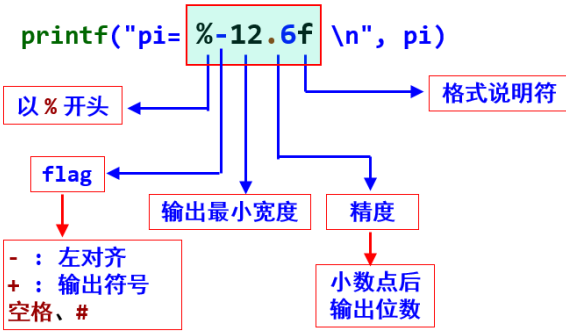 printf("pi= %-12.6f \n", pi)
以 % 开头
格式说明符
flag
输出最小宽度
精度
- : 左对齐
+ : 输出符号
空格、#
小数点后
输出位数